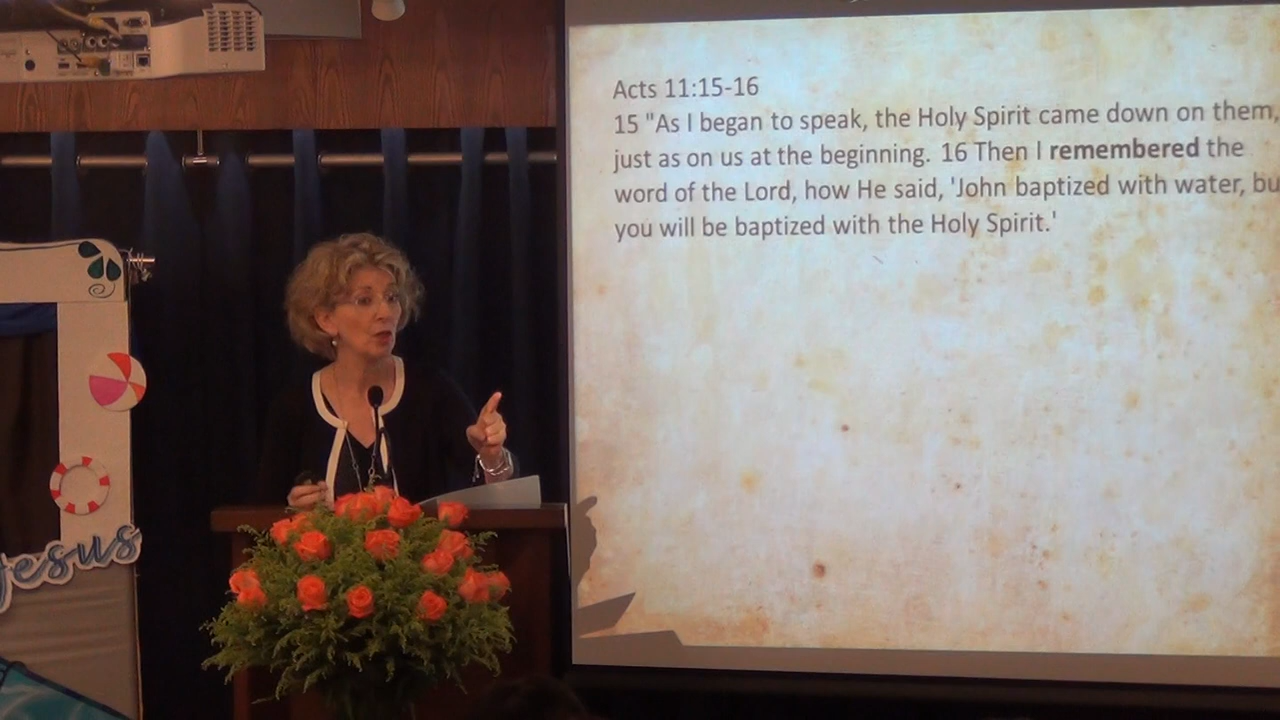 Acts 11:15-16
15 "As I began to speak, the Holy Spirit came down on them,
just as on us at the beginning. 16 Then I remembered the
word of the Lord, how He said, 'John baptized with water, bu
you will be baptized with the Holy Spirit.'
Jesus